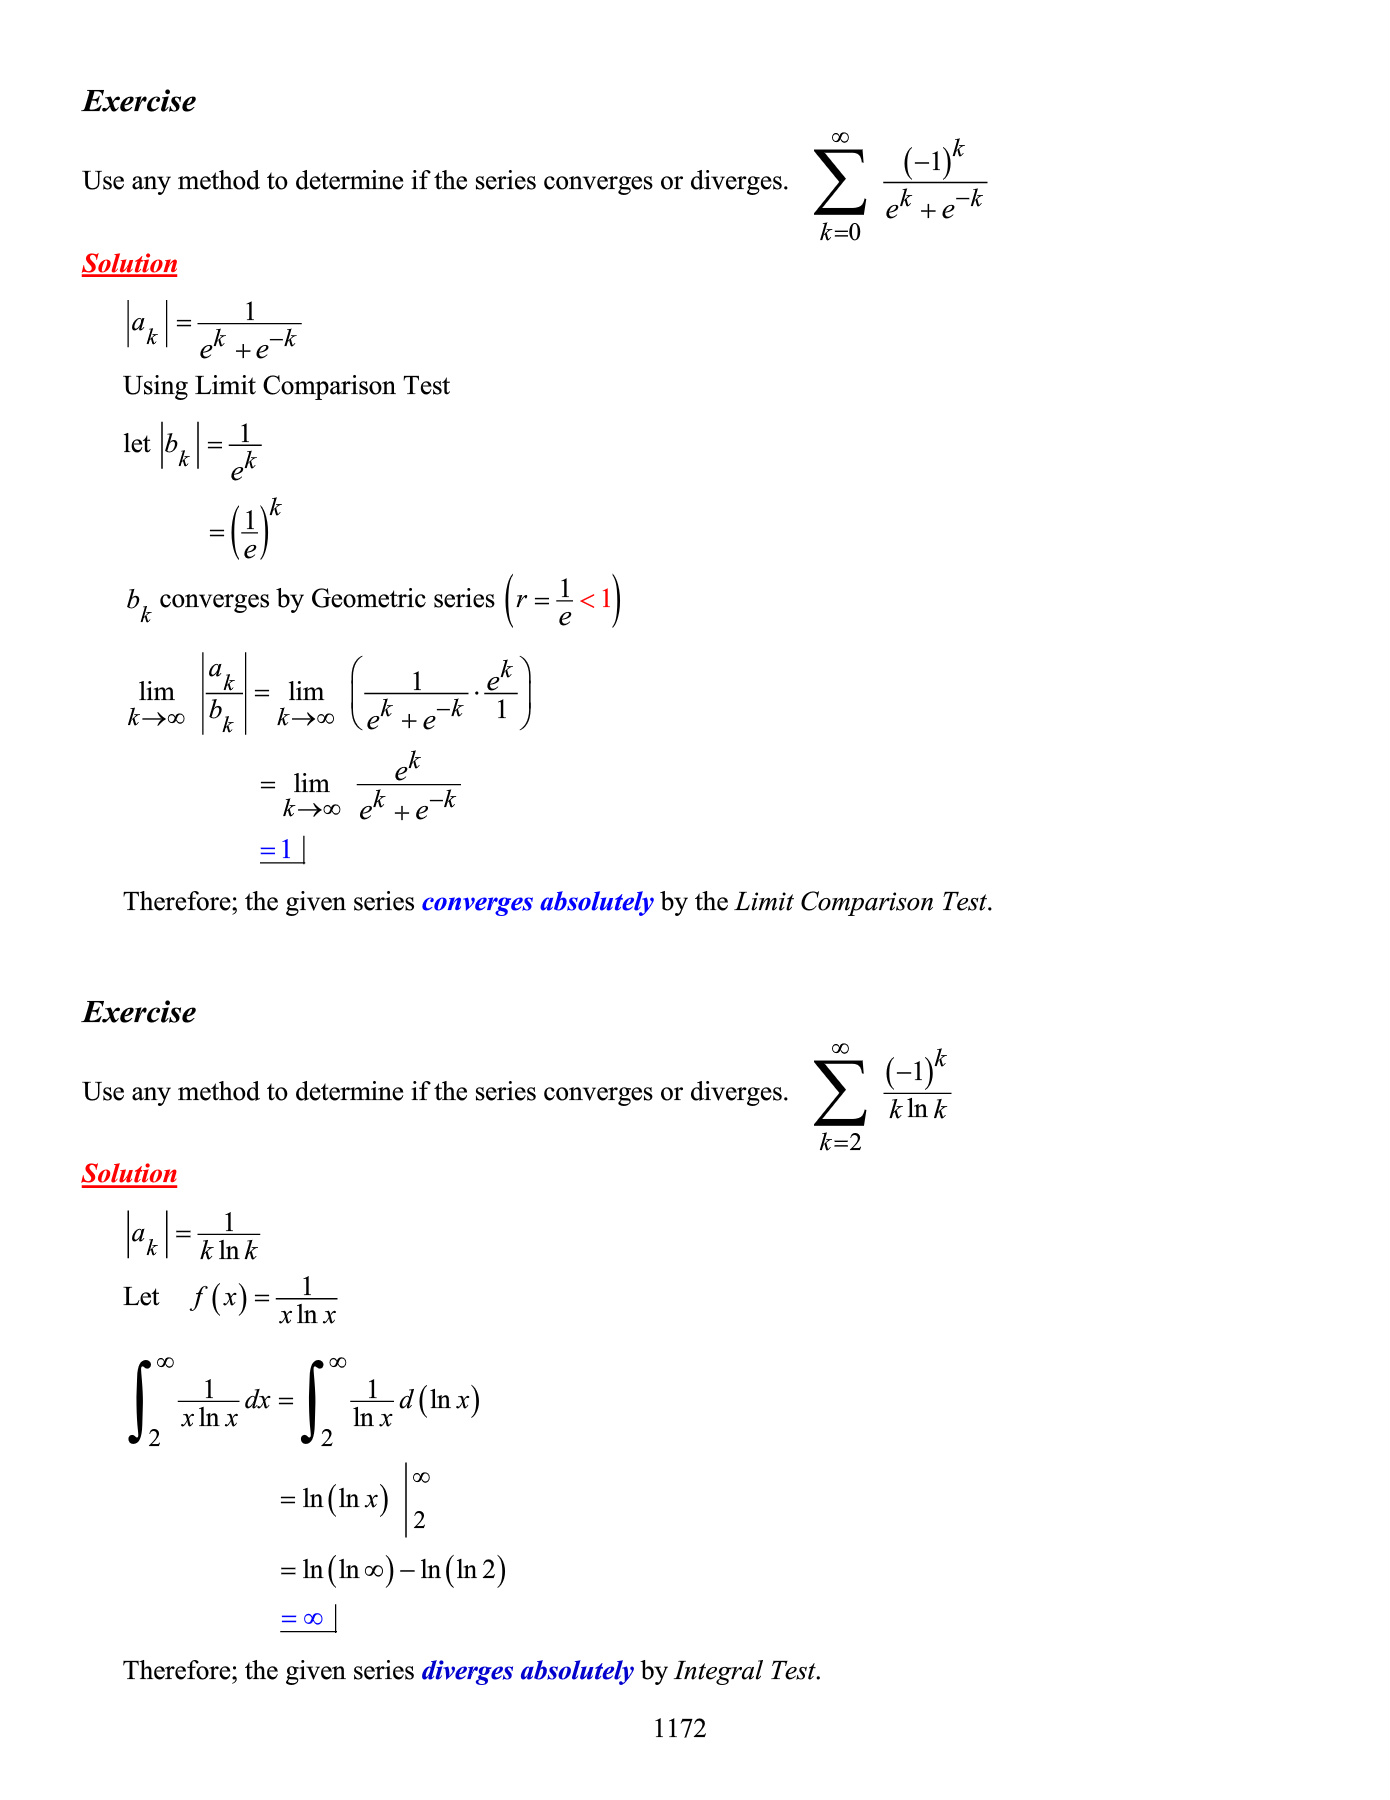 Exercise
Use any method to determine if the series converges or diverges. $\sum_{k=0}^{\infty} \frac{(-1)^k}{e^k + e^{-k}}$
Solution
$|a_k| = \frac{1}{e^k + e^{-k}}$
Using Limit Comparison Test
let $|b_k| = \frac{1}{e^k}$
$= \left(\frac{1}{e}\right)^k$
$b_k$ converges by Geometric series $\left(r = \frac{1}{e} < 1\right)$
$\lim_{k \to \infty} \left|\frac{a_k}{b_k}\right| = \lim_{k \to \infty} \left(\frac{1}{e^k + e^{-k}} \cdot \frac{e^k}{1}\right)$
$= \lim_{k \to \infty} \frac{e^k}{e^k + e^{-k}}$
$= 1$
Therefore; the given series converges absolutely by the Limit Comparison Test.
Exercise
Use any method to determine if the series converges or diverges. $\sum_{k=2}^{\infty} \frac{(-1)^k}{k \ln k}$
Solution
$|a_k| = \frac{1}{k \ln k}$
Let $f(x) = \frac{1}{x \ln x}$
$\int_2^{\infty} \frac{1}{x \ln x} dx = \int_2^{\infty} \frac{1}{\ln x} d(\ln x)$
$= \ln(\ln x) \Big|_2^{\infty}$
$= \ln(\ln \infty) - \ln(\ln 2)$
$= \infty$
Therefore; the given series diverges absolutely by Integral Test.
1172